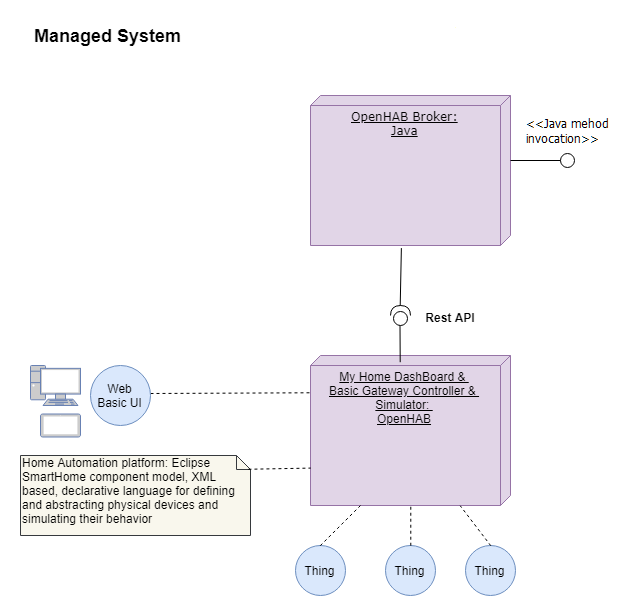 Managed System
OpenHAB Broker:
Java
<<Java mehod
invocation>>
Rest API
My Home DashBoard &
Basic Gateway Controller &
Simulator:
OpenHAB
Web
Basic UI
Home Automation platform: Eclipse
SmartHome component model, XML
based, declarative language for defining
and abstracting physical devices and
simulating their behavior
Thing
Thing
Thing